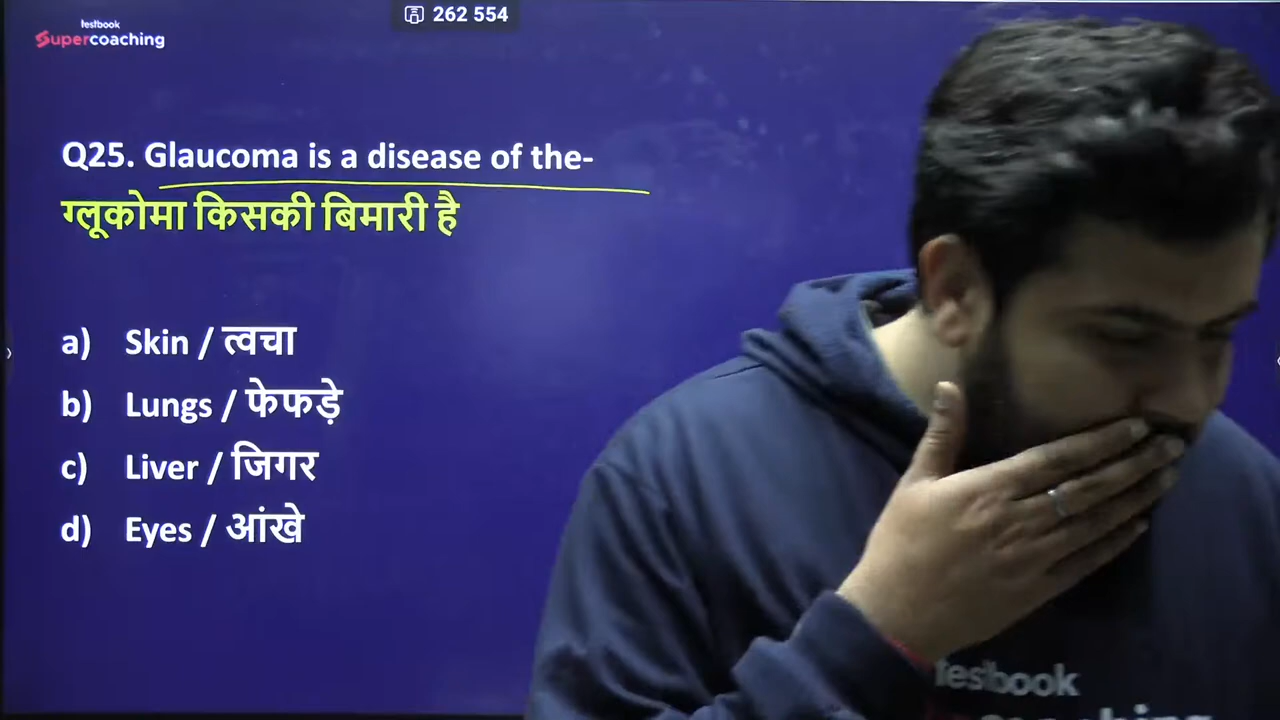 testbook
Supercoaching
262 554
Q25. Glaucoma is a disease of the-
ग्लूकोमा किसकी बिमारी है
a) Skin / त्वचा
b) Lungs / फेफड़े
c) Liver / जिगर
d) Eyes / आंखे
testbook